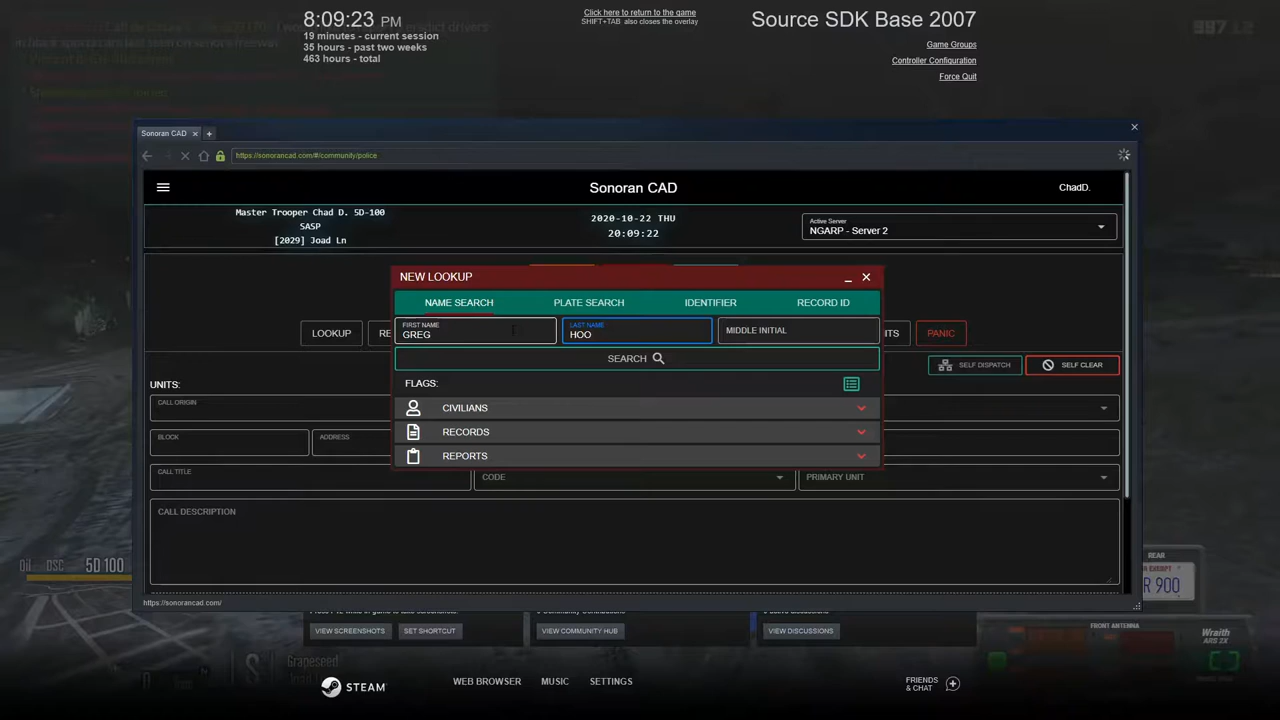 8:09:23 PM
19 minutes - current session
35 hours - past two weeks
463 hours - total
Click here to return to the game
SHIFT+TAB also closes the overlay
Source SDK Base 2007
Game Groups
Controller Configuration
Force Quit
Sonoran CAD
https://sonorancad.com/#/community/police
Sonoran CAD
ChadD.
Master Trooper Chad D. 5D-100
SASP
[2029] Joad Ln
2020-10-22 THU
20:09:22
Active Server
NGARP - Server 2
NEW LOOKUP
NAME SEARCH
PLATE SEARCH
IDENTIFIER
RECORD ID
FIRST NAME
GREG
LAST NAME
HOO
MIDDLE INITIAL
SEARCH
FLAGS:
CIVILIANS
RECORDS
REPORTS
LOOKUP
PANIC
SELF DISPATCH
SELF CLEAR
UNITS:
CALL ORIGIN
BLOCK
ADDRESS
CALL TITLE
CODE
PRIMARY UNIT
CALL DESCRIPTION
https://sonorancad.com/
Oil DSC 5D 100
REAR
R 900
FRONT ANTENNA
Wraith
ARS 2X
Grapeseed
VIEW SCREENSHOTS
SET SHORTCUT
VIEW COMMUNITY HUB
VIEW DISCUSSIONS
STEAM
WEB BROWSER
MUSIC
SETTINGS
FRIENDS
& CHAT